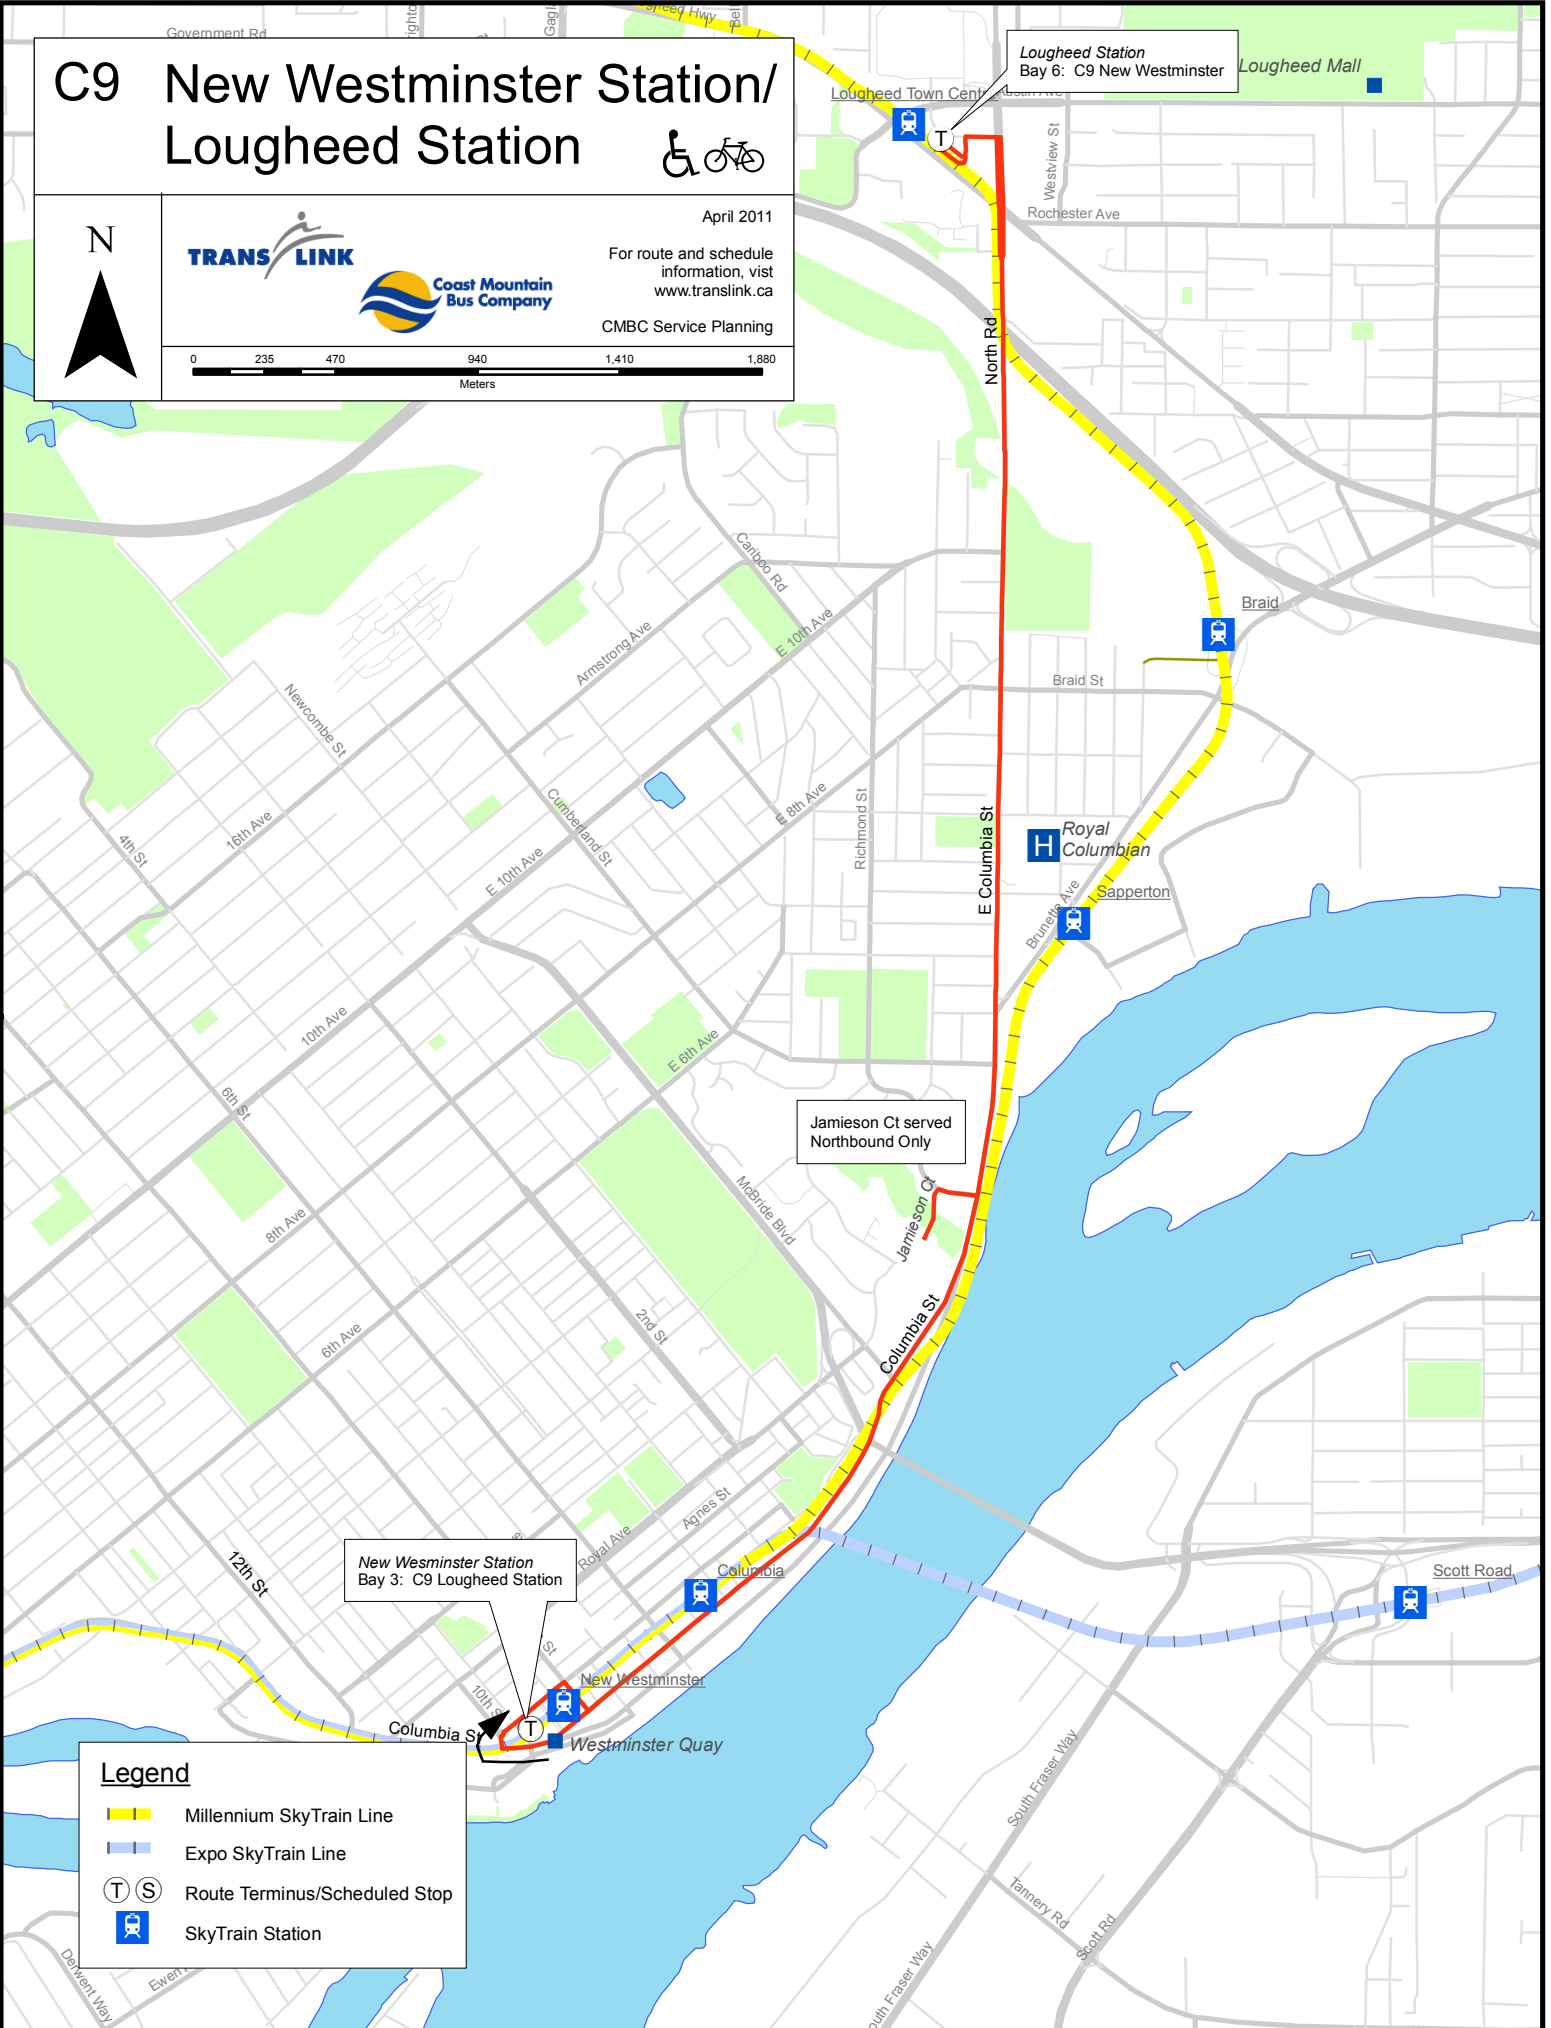 Government Rd
Lougheed Station
Bay 6:  C9 New Westminster
Lougheed Mall
C9 New Westminster Station/
Lougheed Station
Westview St
Rochester Ave
N
TRANS LINK
Coast Mountain
Bus Company
April 2011
For route and schedule
information, vist
www.translink.ca
CMBC Service Planning
0 235 470 940 1,410 1,880
Meters
North Rd
Cariboo Rd
Armstrong Ave
E 10th Ave
Braid
Braid St
Newcombe St
16th Ave
4th St
Cumberland St
E 8th Ave
Richmond St
E Columbia St
H
Royal
Columbian
E 10th Ave
Sapperton
Brunette Ave
10th Ave
E 6th Ave
6th St
Jamieson Ct served
Northbound Only
Jamieson Ct
McBride Blvd
8th Ave
2nd St
6th Ave
Columbia St
Agnes St
Royal Ave
12th St
New Wesminster Station
Bay 3:  C9 Lougheed Station
Columbia
Scott Road
St
New Westminster
10th S
T
T
Columbia St
Westminster Quay
South Fraser Way
Legend
Millennium SkyTrain Line
Expo SkyTrain Line
T S Route Terminus/Scheduled Stop
SkyTrain Station
Tannery Rd
Scott Rd
Derwent Way
Ewen
outh Fraser Way